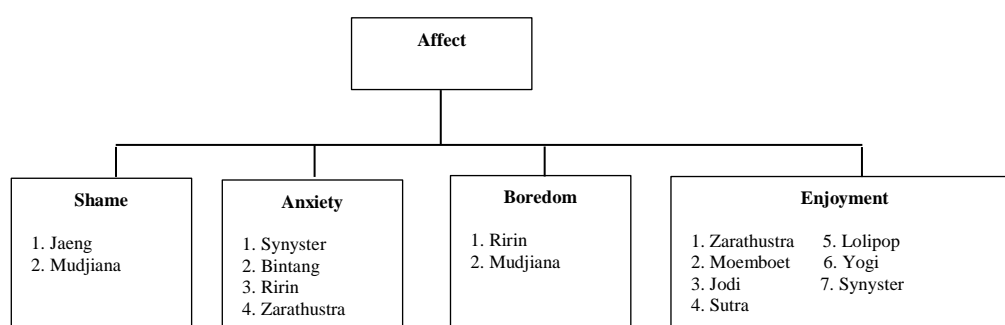 Affect
Shame
1. Jaeng
2. Mudjiana
Anxiety
1. Synyster
2. Bintang
3. Ririn
4. Zarathustra
Boredom
1. Ririn
2. Mudjiana
Enjoyment
1. Zarathustra
2. Moemboet
3. Jodi
4. Sutra
5. Lolipop
6. Yogi
7. Synyster